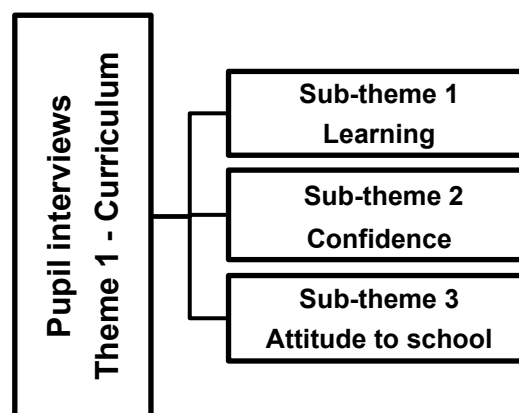 Pupil interviews
Theme 1 - Curriculum
Sub-theme 1
Learning
Sub-theme 2
Confidence
Sub-theme 3
Attitude to school